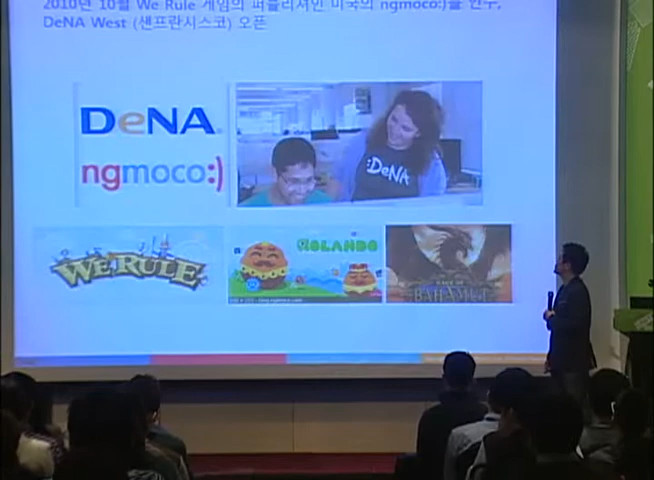 2010년 10월 We Rule 게임의 퍼블리셔인 미국의 ngmoco:)을 인수,
DeNA West (샌프란시스코) 오픈
DeNA
ngmoco:)
:DeNA
WE RULE
ROLANDO
BAHAMUT